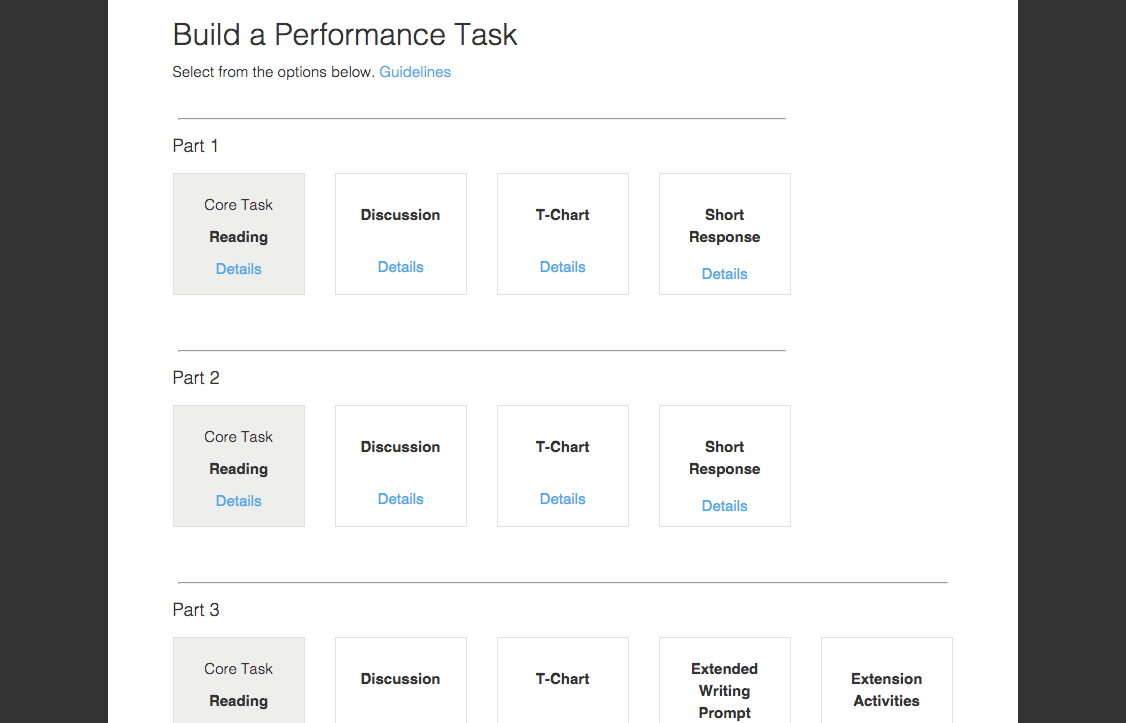 Build a Performance Task
Select from the options below. Guidelines
Part 1
Core Task
Reading
Details
Discussion
Details
T-Chart
Details
Short
Response
Details
Part 2
Core Task
Reading
Details
Discussion
Details
T-Chart
Details
Short
Response
Details
Part 3
Core Task
Reading
Discussion
T-Chart
Extended
Writing
Prompt
Extension
Activities